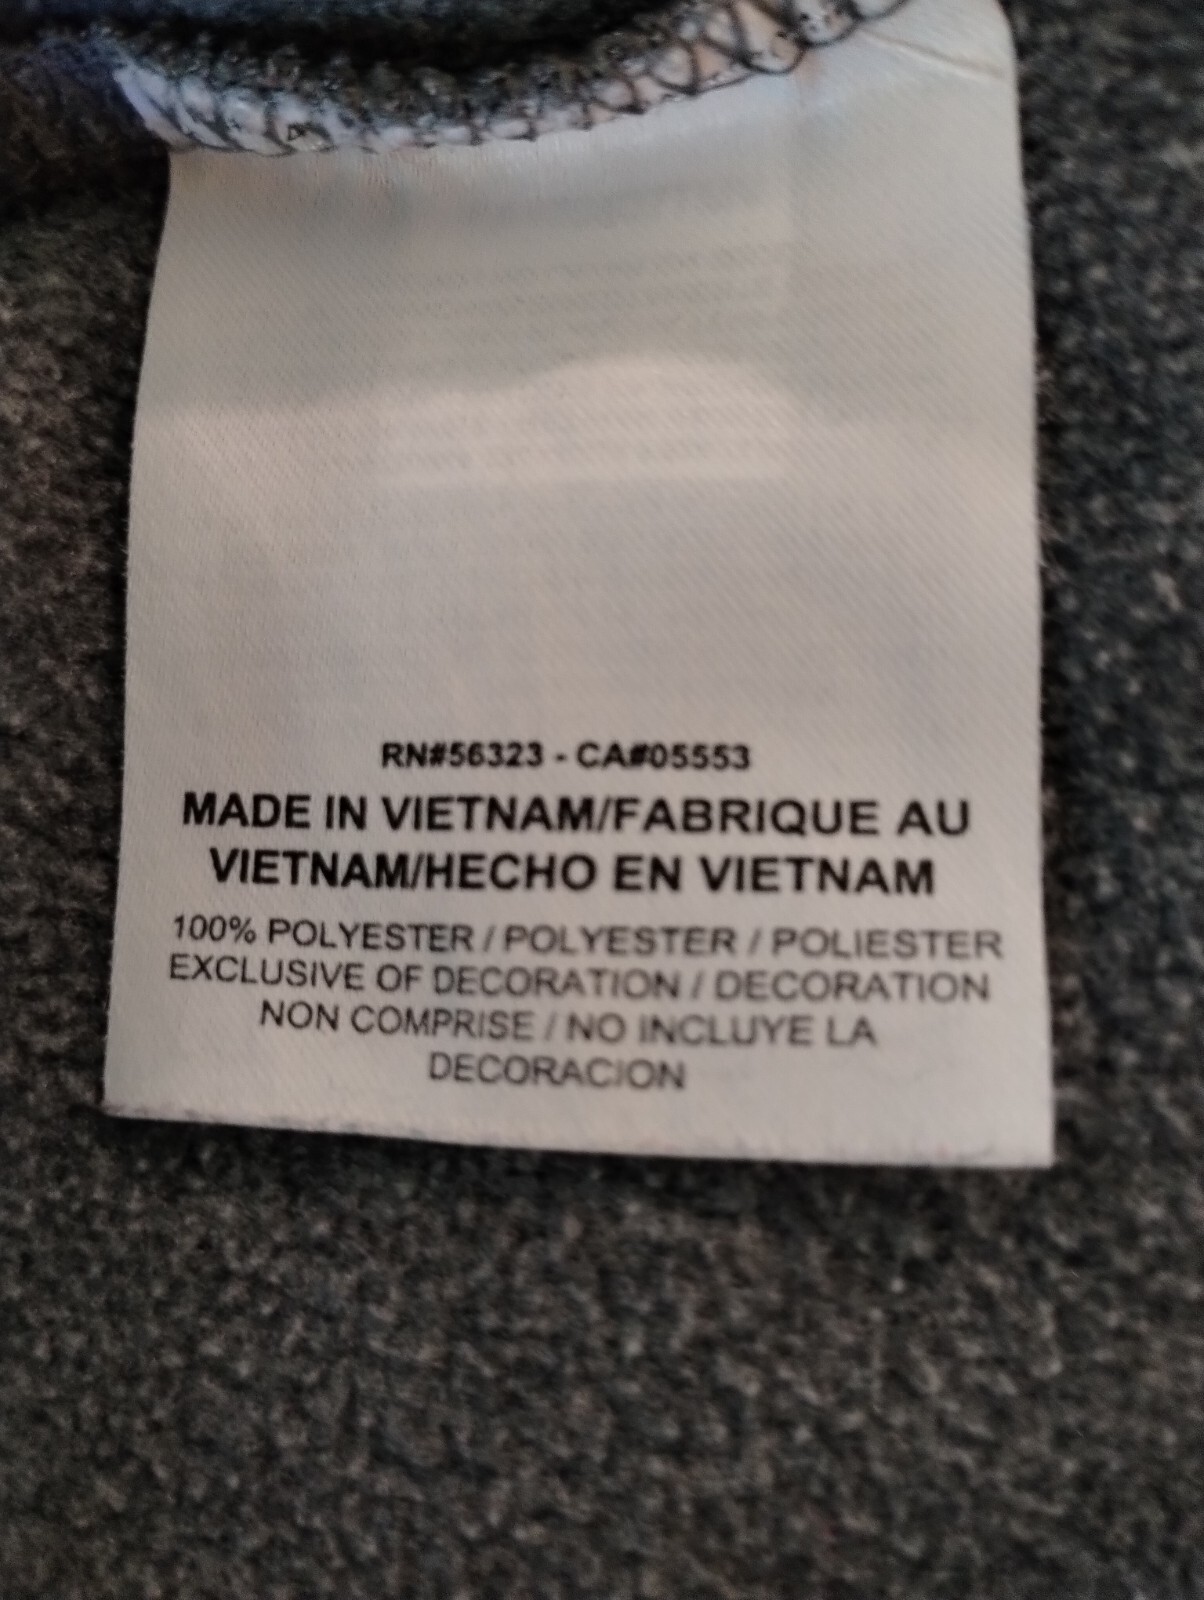 RN#56323 - CA#05553
MADE IN VIETNAM/FABRIQUE AU
VIETNAM/HECHO EN VIETNAM
100% POLYESTER / POLYESTER / POLIESTER
EXCLUSIVE OF DECORATION / DECORATION
NON COMPRISE / NO INCLUYE LA
DECORACION